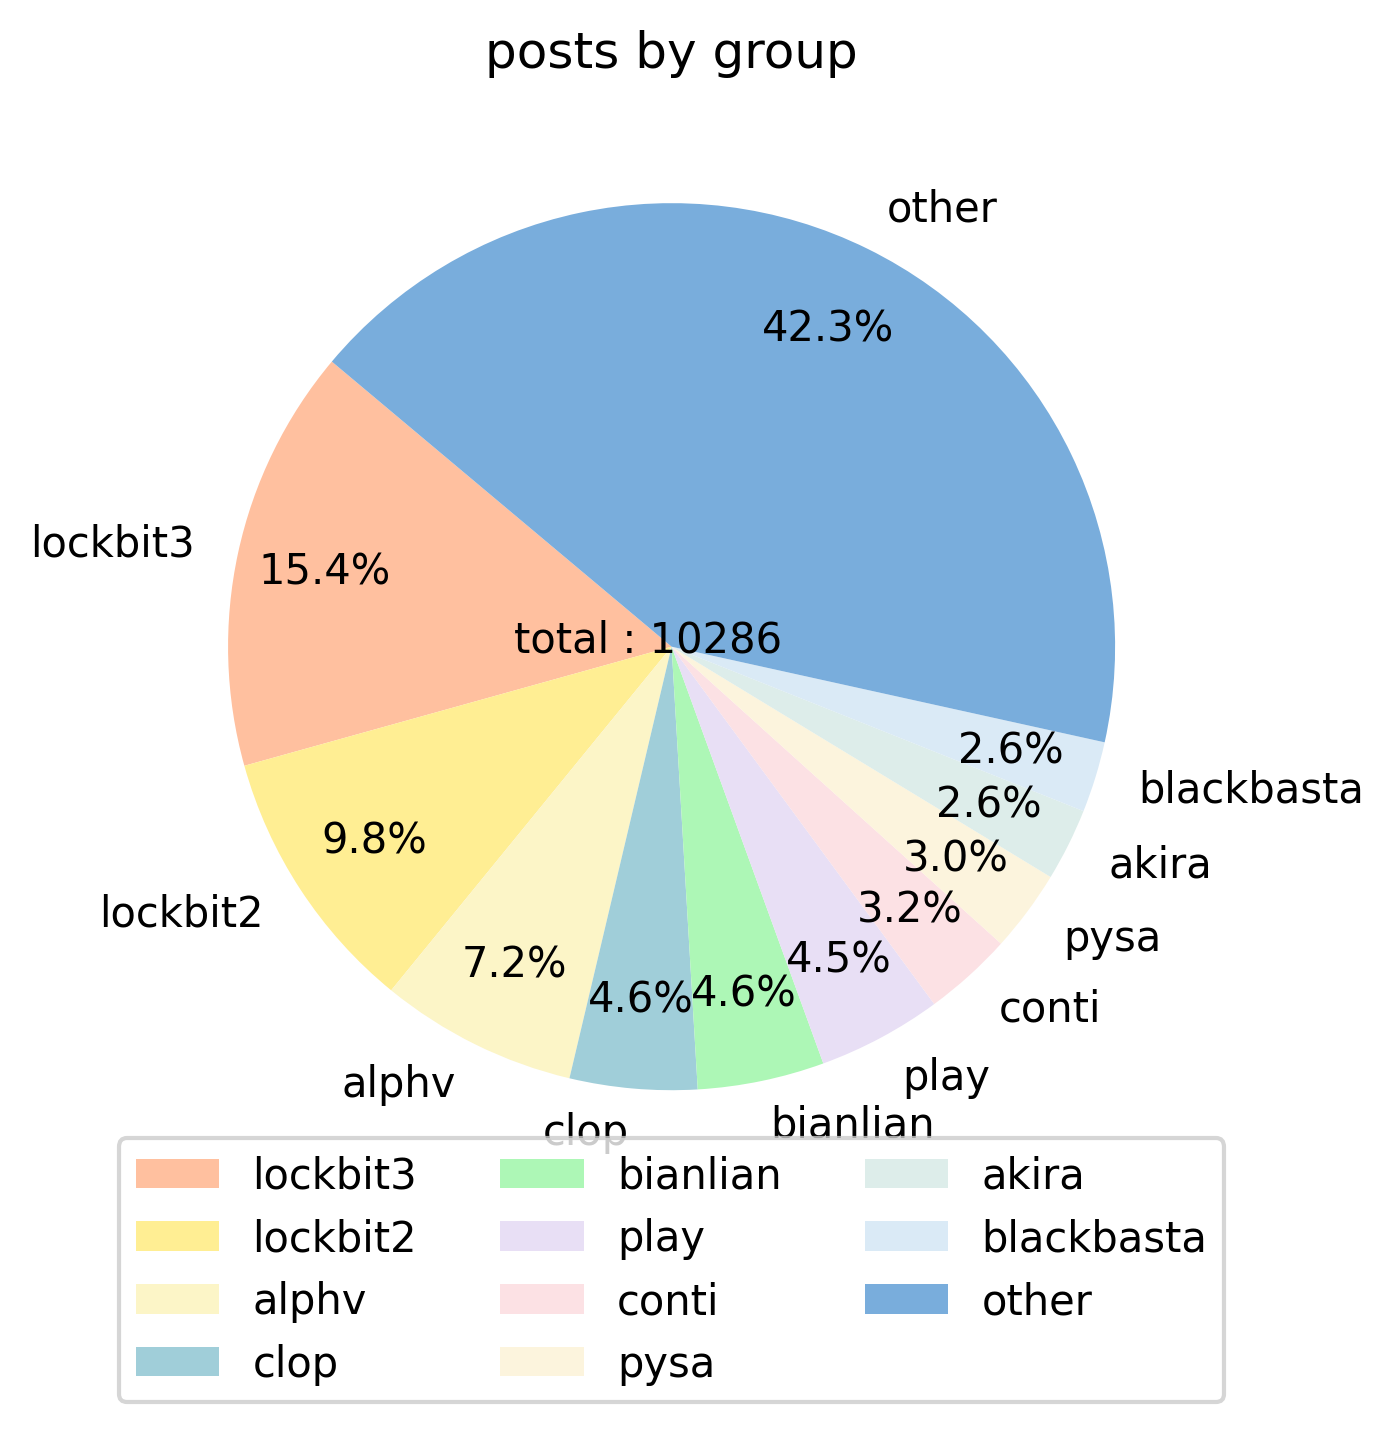 posts by group
other
42.3%
lockbit3
15.4%
total : 10286
2.6%
blackbasta
2.6%
akira
9.8%
3.0%
lockbit2
3.2%
pysa
7.2%
4.5%
4.6%
4.6%
conti
alphv
play
clop
bianlian
lockbit3 bianlian akira
lockbit2 play blackbasta
alphv conti other
clop pysa